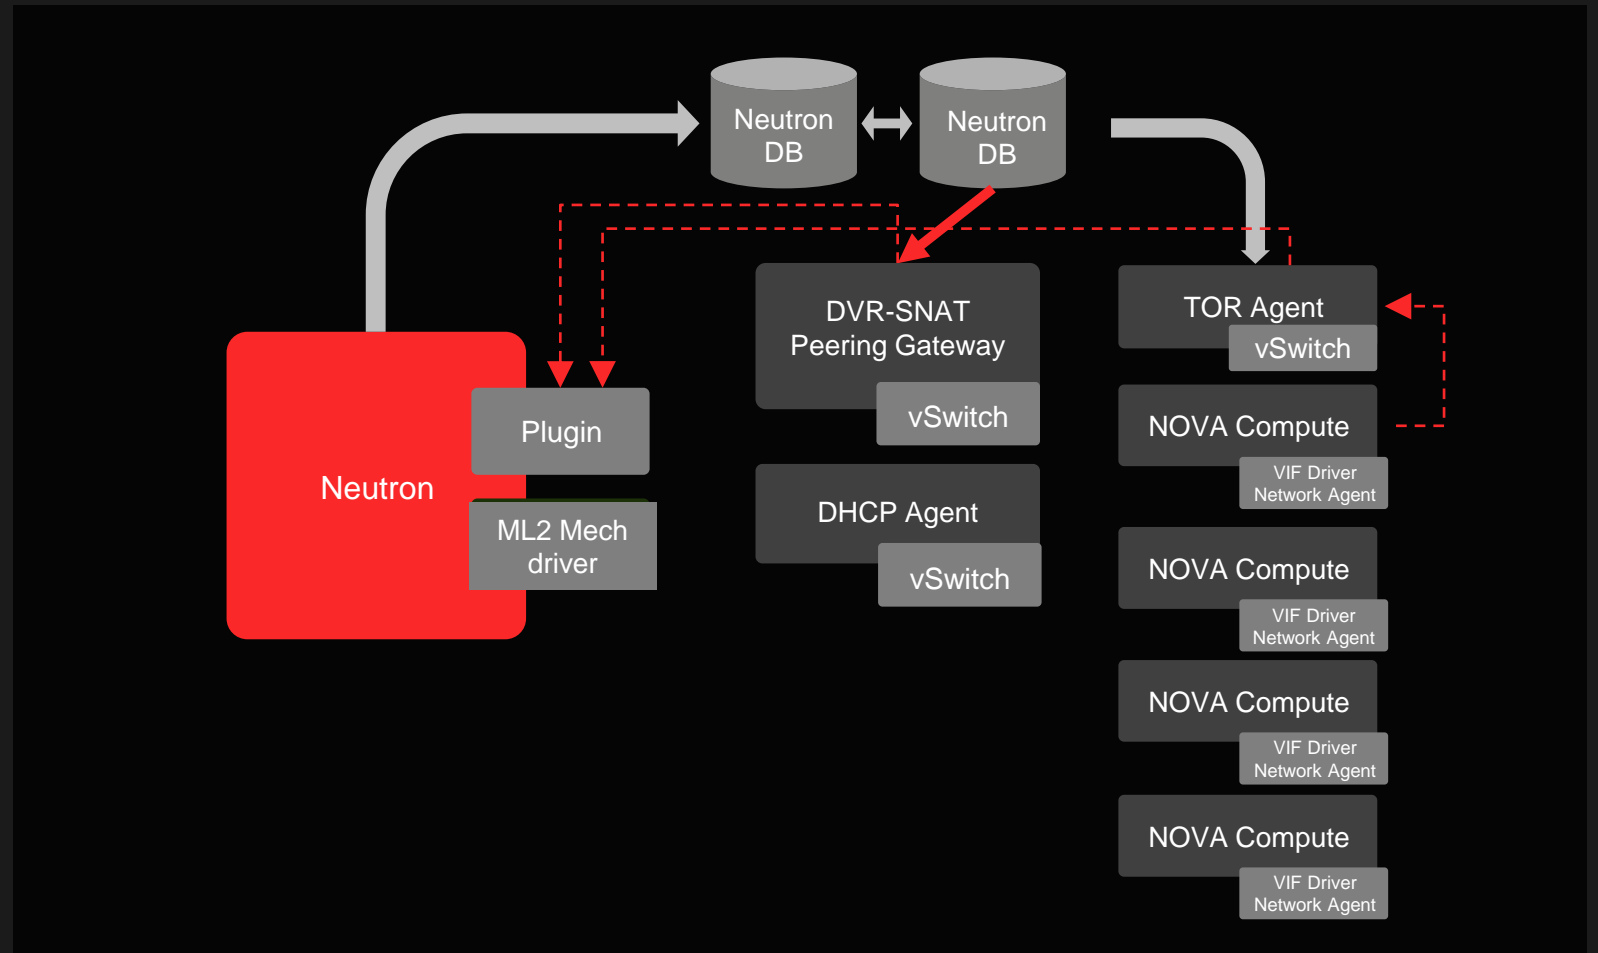 Neutron
DB
Neutron
DB
DVR-SNAT
Peering Gateway
vSwitch
TOR Agent
vSwitch
Plugin
Neutron
ML2 Mech
driver
DHCP Agent
vSwitch
NOVA Compute
VIF Driver
Network Agent
NOVA Compute
VIF Driver
Network Agent
NOVA Compute
VIF Driver
Network Agent
NOVA Compute
VIF Driver
Network Agent